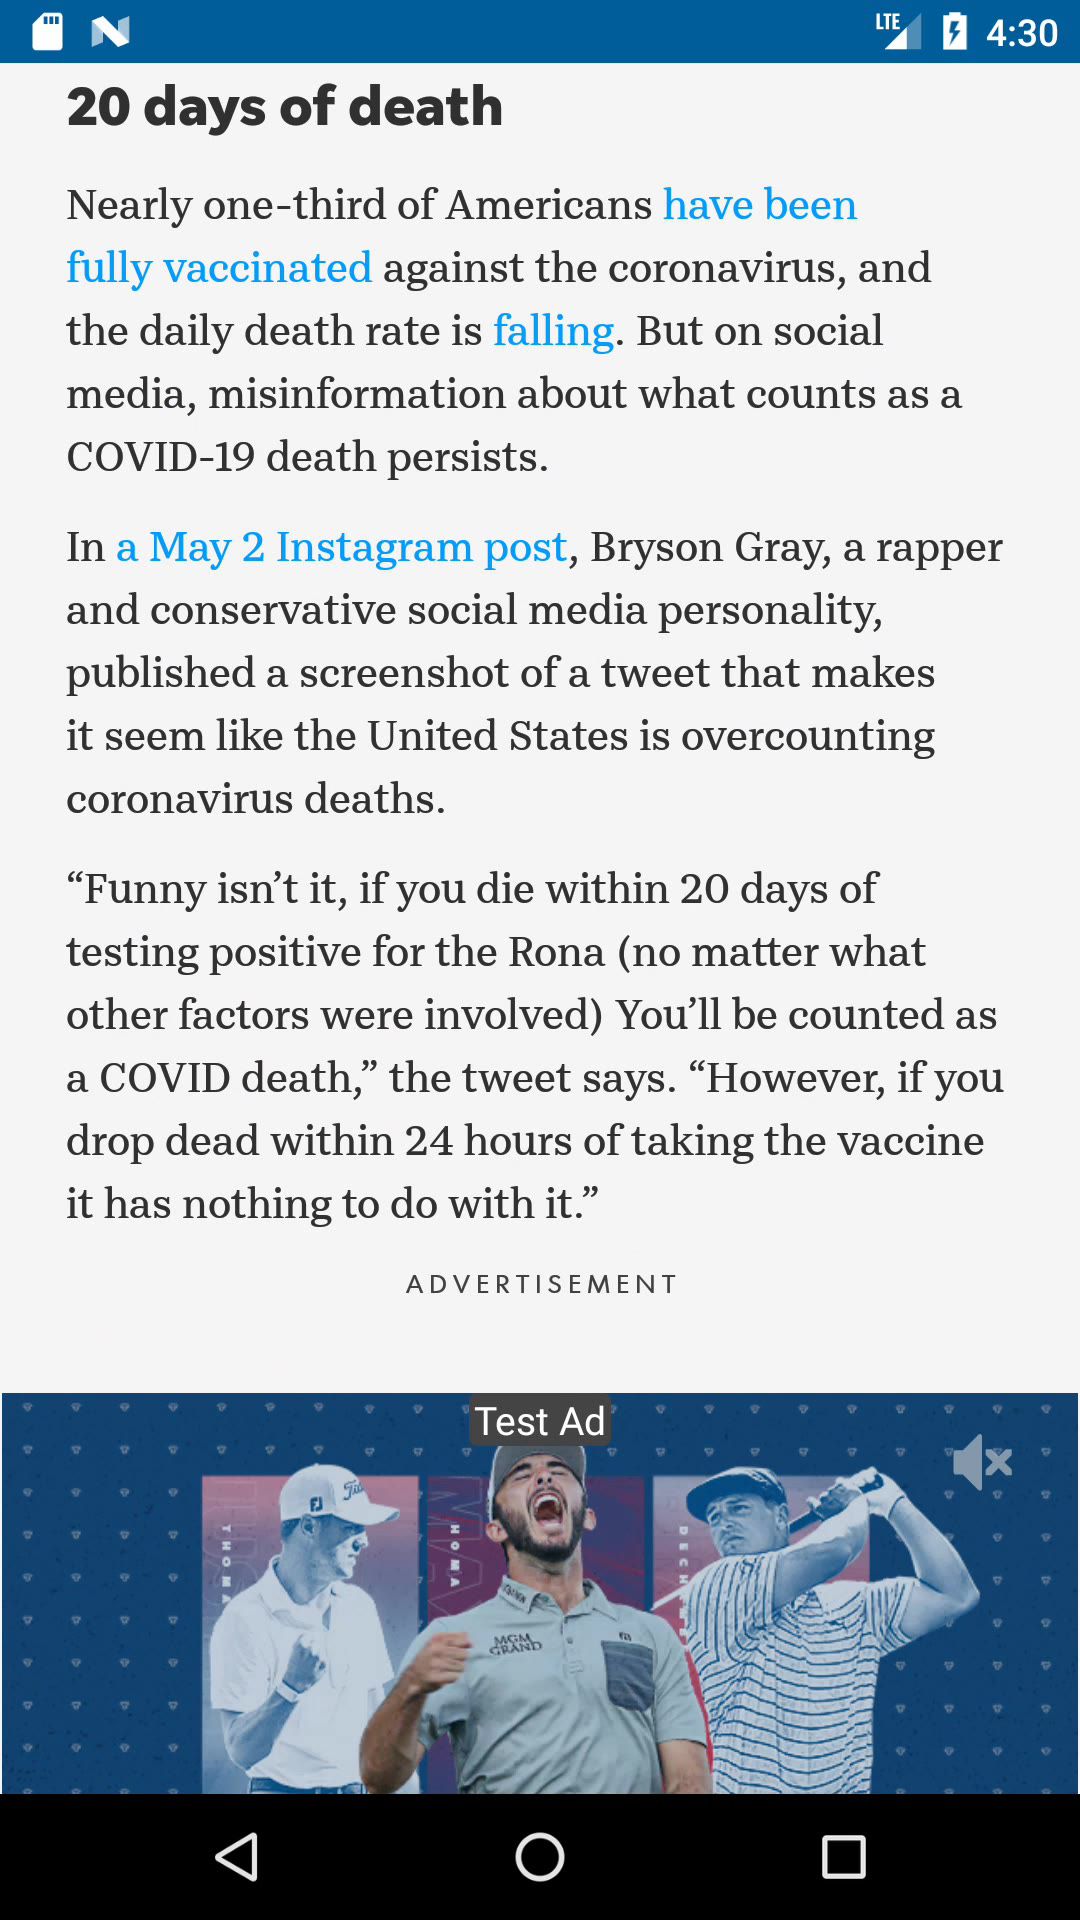 LTE
4:30
20 days of death
Nearly one-third of Americans have been
fully vaccinated against the coronavirus, and
the daily death rate is falling. But on social
media, misinformation about what counts as a
COVID-19 death persists.
In a May 2 Instagram post, Bryson Gray, a rapper
and conservative social media personality,
published a screenshot of a tweet that makes
it seem like the United States is overcounting
coronavirus deaths.
“Funny isn’t it, if you die within 20 days of
testing positive for the Rona (no matter what
other factors were involved) You’ll be counted as
a COVID death,” the tweet says. “However, if you
drop dead within 24 hours of taking the vaccine
it has nothing to do with it.”
ADVERTISEMENT
Test Ad
HOMA
MGM
GRAND